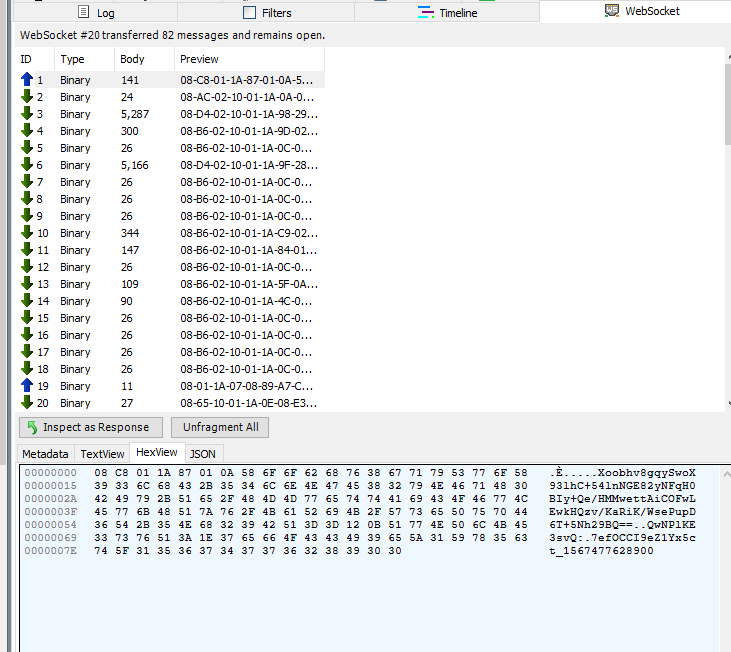 Log Filters Timeline WebSocket
WebSocket #20 transferred 82 messages and remains open.
ID Type Body Preview
1 Binary 141 08-C8-01-1A-87-01-0A-5...
2 Binary 24 08-AC-02-10-01-1A-0A-0...
3 Binary 5,287 08-D4-02-10-01-1A-98-29...
4 Binary 300 08-B6-02-10-01-1A-9D-02...
5 Binary 26 08-B6-02-10-01-1A-0C-0...
6 Binary 5,166 08-D4-02-10-01-1A-9F-28...
7 Binary 26 08-B6-02-10-01-1A-0C-0...
8 Binary 26 08-B6-02-10-01-1A-0C-0...
9 Binary 26 08-B6-02-10-01-1A-0C-0...
10 Binary 344 08-B6-02-10-01-1A-C9-02...
11 Binary 147 08-B6-02-10-01-1A-84-01...
12 Binary 26 08-B6-02-10-01-1A-0C-0...
13 Binary 109 08-B6-02-10-01-1A-5F-0A...
14 Binary 90 08-B6-02-10-01-1A-4C-0...
15 Binary 26 08-B6-02-10-01-1A-0C-0...
16 Binary 26 08-B6-02-10-01-1A-0C-0...
17 Binary 26 08-B6-02-10-01-1A-0C-0...
18 Binary 26 08-B6-02-10-01-1A-0C-0...
19 Binary 11 08-01-1A-07-08-89-A7-C...
20 Binary 27 08-65-10-01-1A-0E-08-E3...
Inspect as Response Unfragment All
Metadata TextView HexView JSON
00000000 08 C8 01 1A 87 01 0A 58 6F 6F 62 68 76 38 67 71 79 53 77 6F 58 .È.....Xoobhv8gqySwoX
00000015 39 33 6C 68 43 2B 35 34 6C 6E 4E 47 45 38 32 79 4E 46 71 48 30 93lhC+54lnNGE82yNFqH0
0000002A 42 49 79 2B 51 65 2F 48 4D 4D 77 65 74 74 41 69 43 4F 46 77 4C BIy+Qe/HMMwettAiCOFwL
0000003F 45 77 6B 48 51 7A 76 2F 4B 61 52 69 4B 2F 57 73 65 50 75 70 44 EwkHQzv/KaRiK/WsePupD
00000054 36 54 2B 35 4E 68 32 39 42 51 3D 3D 12 0B 51 77 4E 50 6C 4B 45 6T+5Nh29BQ==..QwNPlKE
00000069 33 73 76 51 3A 1E 37 65 66 4F 43 43 49 39 65 5A 31 59 78 35 63 3svQ:.7efOCCI9eZ1Yx5c
0000007E 74 5F 31 35 36 37 34 37 37 36 32 38 39 30 30 t_1567477628900